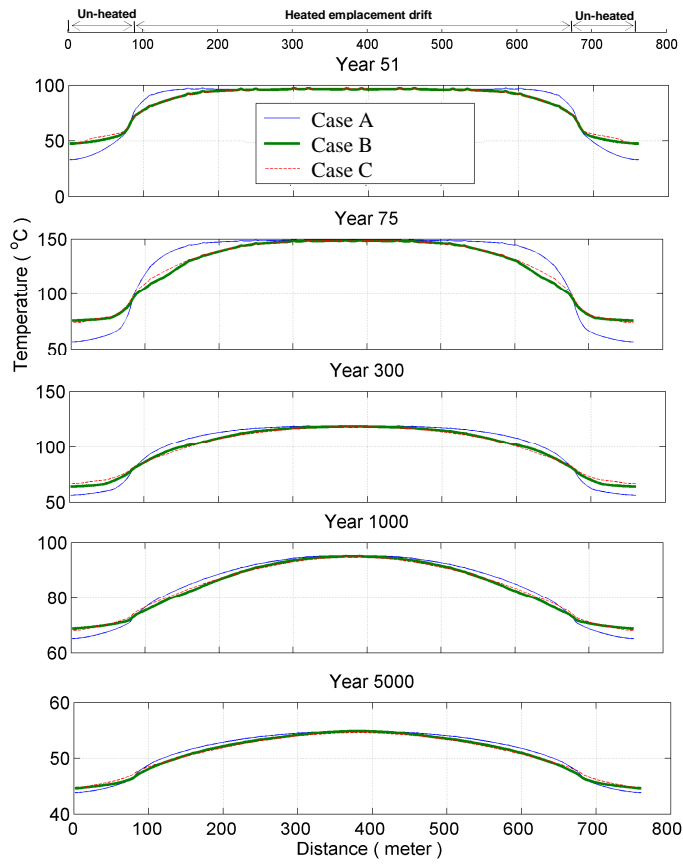 Un-heated Heated emplacement drift Un-heated
0 100 200 300 400 500 600 700 800
Year 51
100
50
0
Case A
Case B
Case C
Year 75
150
100
50
Temperature ( °C )
Year 300
150
100
50
Year 1000
100
80
60
Year 5000
60
50
40
0 100 200 300 400 500 600 700 800
Distance ( meter )